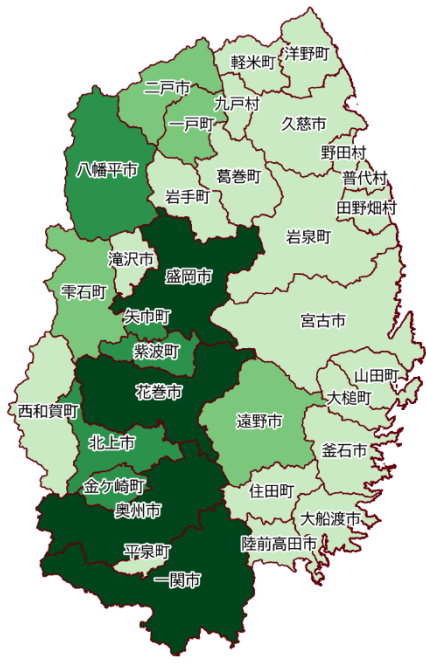 洋野町
軽米町
二戸市
九戸村
一戸町
久慈市
野田村
八幡平市
葛巻町
普代村
岩手町
田野畑村
岩泉町
滝沢市
盛岡市
雫石町
矢巾町
宮古市
紫波町
山田町
花巻市
大槌町
西和賀町
遠野市
北上市
釜石市
金ケ崎町
住田町
奥州市
大船渡市
陸前高田市
平泉町
一関市